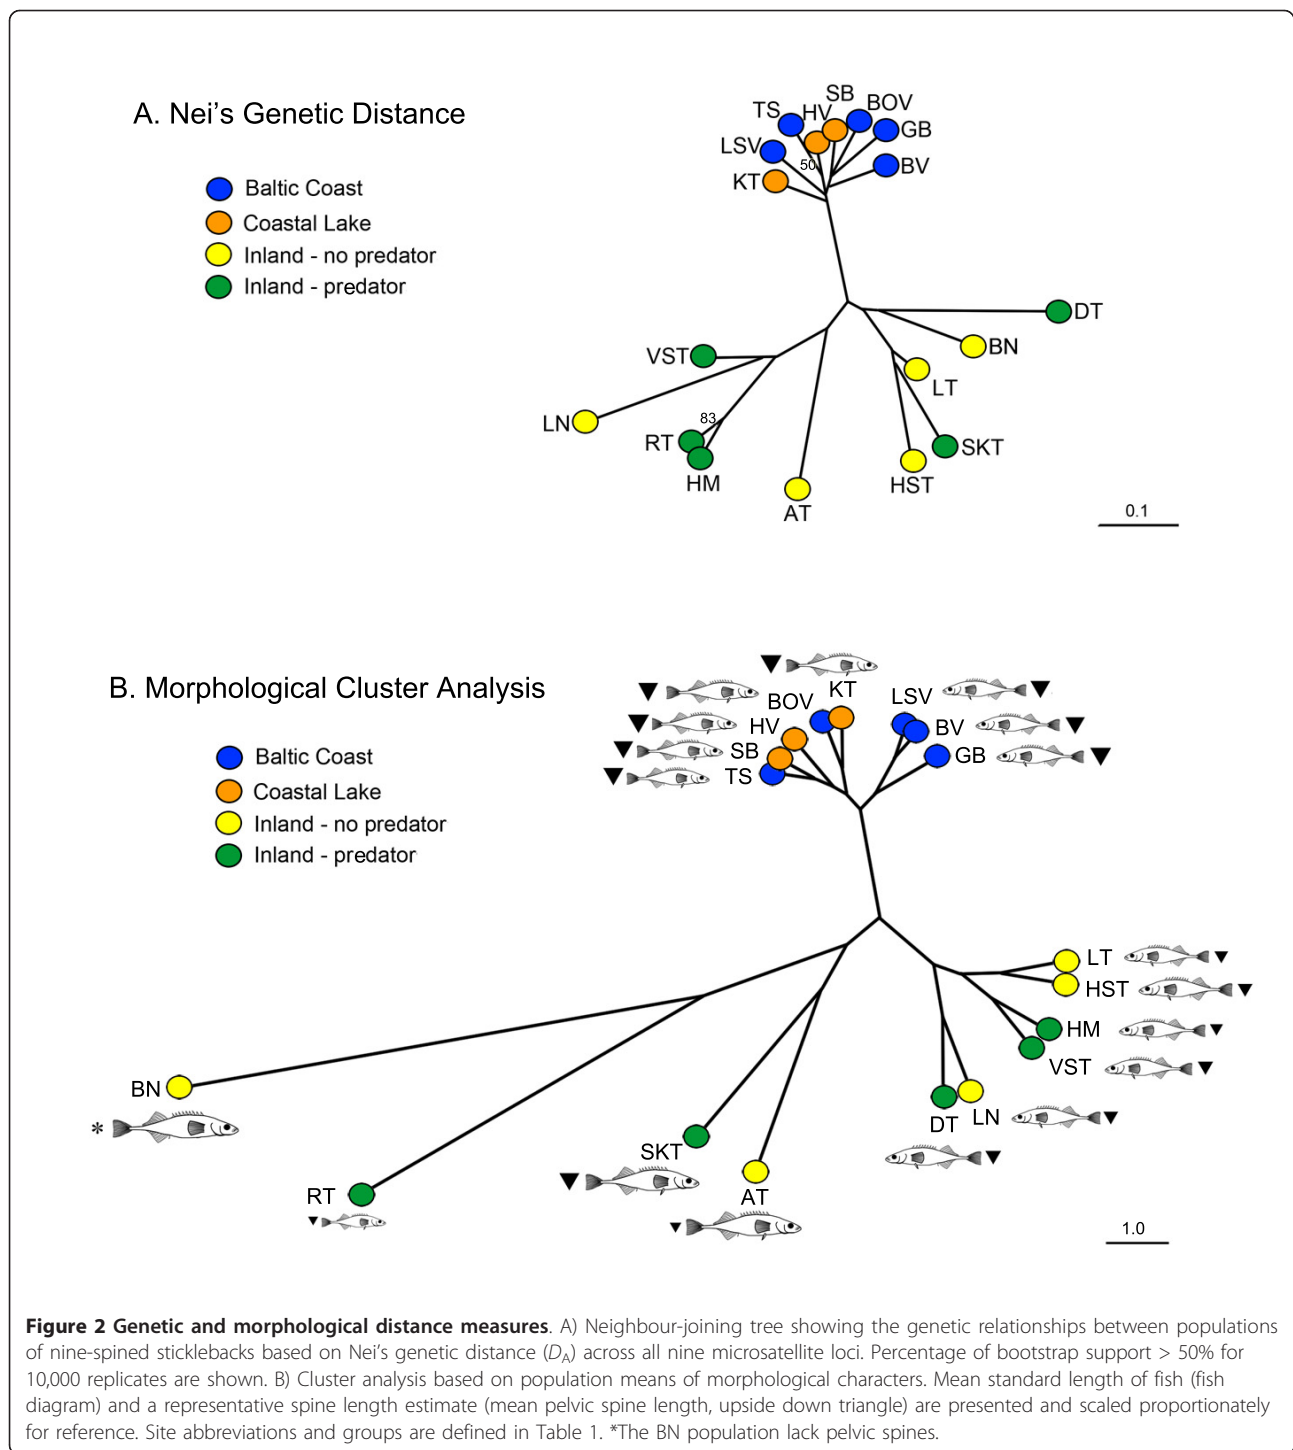 A. Nei's Genetic Distance
Baltic Coast
Coastal Lake
Inland - no predator
Inland - predator
SB
TS
HV
BOV
GB
LSV
50
BV
KT
DT
VST
BN
LT
LN
83
RT
SKT
HM
HST
AT
0.1
B. Morphological Cluster Analysis
Baltic Coast
Coastal Lake
Inland - no predator
Inland - predator
KT
BOV
LSV
HV
BV
SB
GB
TS
LT
HST
HM
VST
BN
*
DT
LN
SKT
RT
AT
1.0
Figure 2 Genetic and morphological distance measures. A) Neighbour-joining tree showing the genetic relationships between populations
of nine-spined sticklebacks based on Nei's genetic distance (DA) across all nine microsatellite loci. Percentage of bootstrap support > 50% for
10,000 replicates are shown. B) Cluster analysis based on population means of morphological characters. Mean standard length of fish (fish
diagram) and a representative spine length estimate (mean pelvic spine length, upside down triangle) are presented and scaled proportionately
for reference. Site abbreviations and groups are defined in Table 1. *The BN population lack pelvic spines.